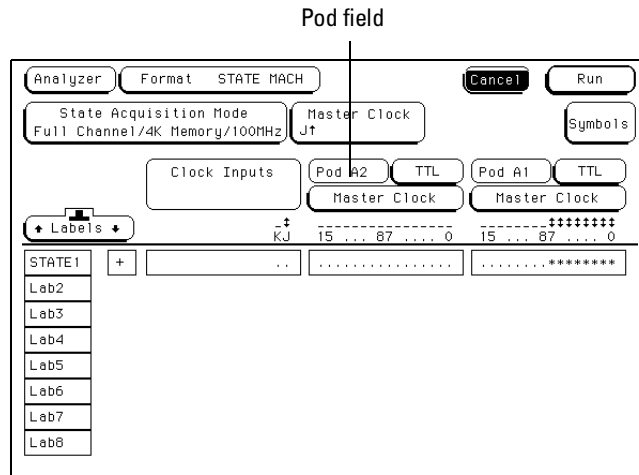 Pod field
Analyzer Format STATE MACH Cancel Run
State Acquisition Mode
Full Channel/4K Memory/100MHz
Master Clock
J↑
Symbols
Clock Inputs Pod A2 TTL Pod A1 TTL
Master Clock Master Clock
↑ Labels ↓
_↕ ---------------- --------↕↕↕↕↕↕↕↕
KJ 15 ... 87 .... 0 15 ... 87 .... 0
STATE1 + .. ................ ........********
Lab2
Lab3
Lab4
Lab5
Lab6
Lab7
Lab8